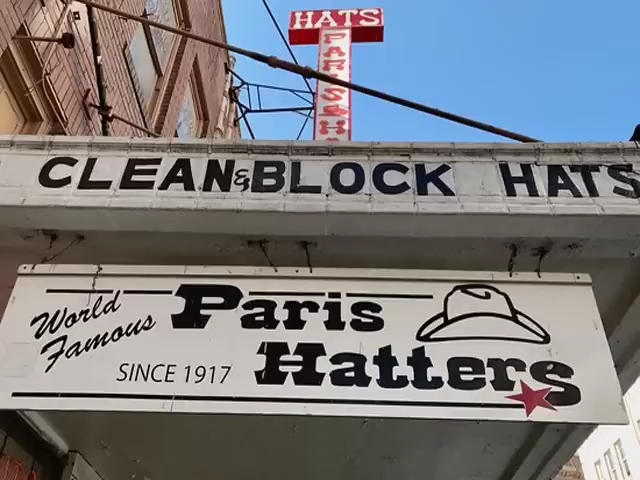 HATS
PARIS H
CLEAN & BLOCK HATS
World Famous
Paris
Hatters
SINCE 1917